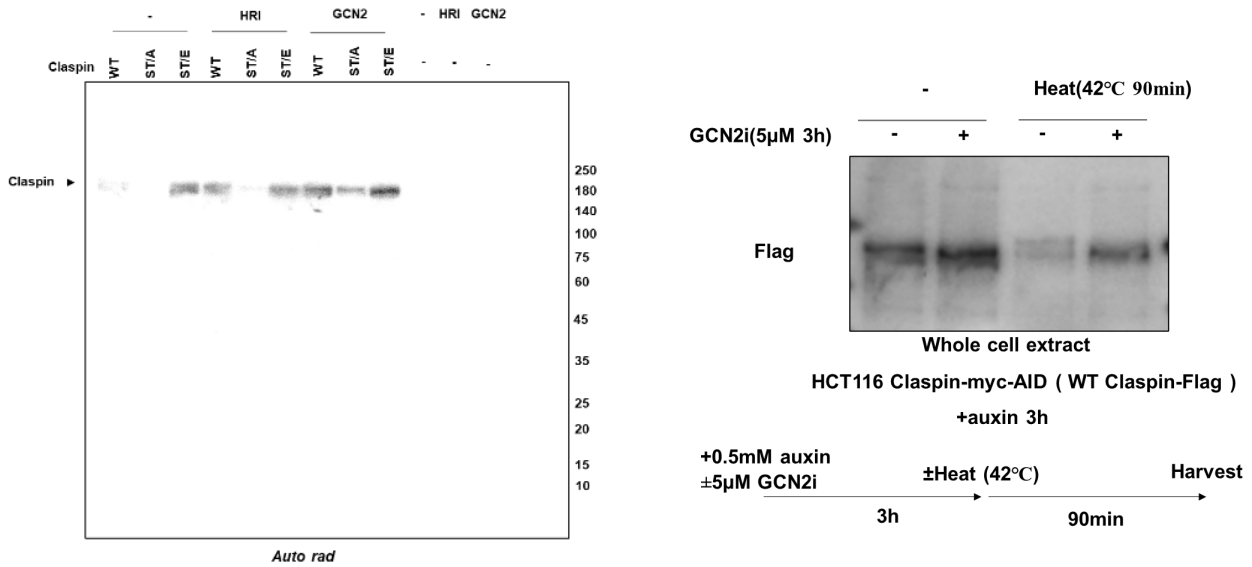 - HRI GCN2 - HRI GCN2
Claspin WT ST/A ST/E WT ST/A ST/E WT ST/A ST/E - - -
Claspin ►
250
180
140
100
75
60
45
35
25
20
15
10
Auto rad
- Heat(42°C 90min)
GCN2i(5μM 3h) - + - +
Flag
Whole cell extract
HCT116 Claspin-myc-AID ( WT Claspin-Flag )
+auxin 3h
+0.5mM auxin
±5μM GCN2i
±Heat (42°C)
Harvest
3h
90min